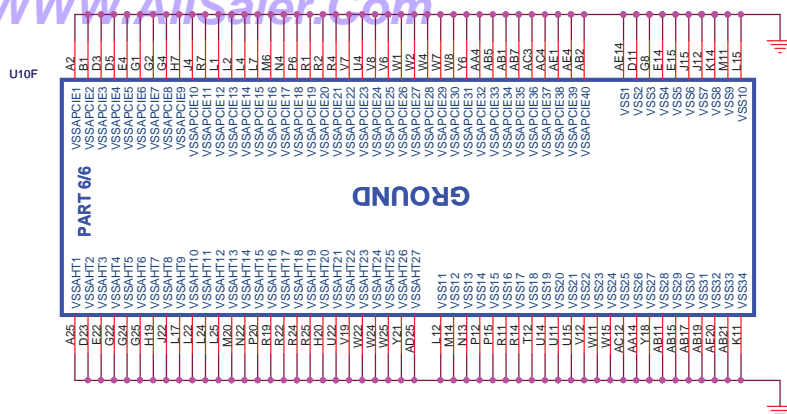 WWW.AllSaler.Com
U10F
A2
B1
D3
D5
E4
G1
G2
G4
H7
J4
R7
L1
L2
L4
L7
M6
N4
P6
R1
R2
R4
V7
U4
V8
V6
W1
W2
W4
W7
W8
Y6
AA4
AB5
AB1
AB7
AC3
AC4
AE1
AE4
AB2
AE14
D11
G8
E14
E15
J15
J12
K14
M11
L15
VSSAPCIE1
VSSAPCIE2
VSSAPCIE3
VSSAPCIE4
VSSAPCIE5
VSSAPCIE6
VSSAPCIE7
VSSAPCIE8
VSSAPCIE9
VSSAPCIE10
VSSAPCIE11
VSSAPCIE12
VSSAPCIE13
VSSAPCIE14
VSSAPCIE15
VSSAPCIE16
VSSAPCIE17
VSSAPCIE18
VSSAPCIE19
VSSAPCIE20
VSSAPCIE21
VSSAPCIE22
VSSAPCIE23
VSSAPCIE24
VSSAPCIE25
VSSAPCIE26
VSSAPCIE27
VSSAPCIE28
VSSAPCIE29
VSSAPCIE30
VSSAPCIE31
VSSAPCIE32
VSSAPCIE33
VSSAPCIE34
VSSAPCIE35
VSSAPCIE36
VSSAPCIE37
VSSAPCIE38
VSSAPCIE39
VSSAPCIE40
VSS1
VSS2
VSS3
VSS4
VSS5
VSS6
VSS7
VSS8
VSS9
VSS10
PART 6/6
GROUND
VSSAHT1
VSSAHT2
VSSAHT3
VSSAHT4
VSSAHT5
VSSAHT6
VSSAHT7
VSSAHT8
VSSAHT9
VSSAHT10
VSSAHT11
VSSAHT12
VSSAHT13
VSSAHT14
VSSAHT15
VSSAHT16
VSSAHT17
VSSAHT18
VSSAHT19
VSSAHT20
VSSAHT21
VSSAHT22
VSSAHT23
VSSAHT24
VSSAHT25
VSSAHT26
VSSAHT27
VSS11
VSS12
VSS13
VSS14
VSS15
VSS16
VSS17
VSS18
VSS19
VSS20
VSS21
VSS22
VSS23
VSS24
VSS25
VSS26
VSS27
VSS28
VSS29
VSS30
VSS31
VSS32
VSS33
VSS34
A25
D23
E22
G22
G24
G25
H19
J22
L17
L22
L24
L25
M20
N22
P20
R19
R22
R24
R25
H20
U22
V19
W22
W24
W25
Y21
AD25
L12
M14
N13
P12
P15
R11
R14
T12
U14
U11
U15
V12
W11
W15
AC12
AA14
Y18
AB11
AB15
AB17
AB19
AE20
AB21
K11